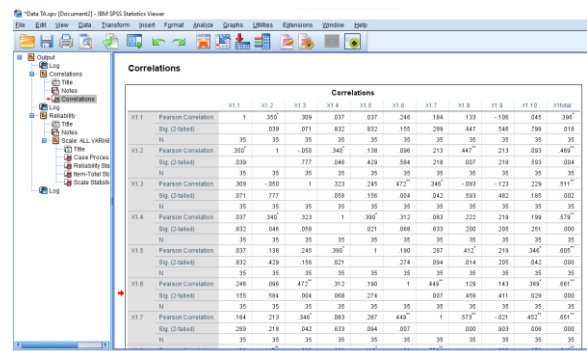 *Data TA.spv [Document2] - IBM SPSS Statistics Viewer
File Edit View Data Transform Insert Format Analyze Graphs Utilities Extensions Window Help
Output
Log
Correlations
Title
Notes
Correlations
Log
Reliability
Title
Notes
Scale: ALL VARIAB
Title
Case Proces
Reliability Sta
Item-Total St
Scale Statisti
Log
Correlations
Correlations
X1.1 X1.2 X1.3 X1.4 X1.5 X1.6 X1.7 X1.8 X1.9 X1.10 X1total
X1.1 Pearson Correlation 1 .350* .309 .037 .037 .246 .184 .133 -.106 .045 .396*
Sig. (2-tailed) .039 .071 .832 .832 .155 .289 .447 .546 .799 .018
N 35 35 35 35 35 35 35 35 35 35 35
X1.2 Pearson Correlation .350* 1 -.050 .340* .138 .096 .213 .447** .213 .093 .469**
Sig. (2-tailed) .039 .777 .046 .429 .584 .218 .007 .218 .593 .004
N 35 35 35 35 35 35 35 35 35 35 35
X1.3 Pearson Correlation .309 -.050 1 .323 .245 .472** .346* -.093 -.123 .229 .511**
Sig. (2-tailed) .071 .777 .058 .156 .004 .042 .593 .482 .185 .002
N 35 35 35 35 35 35 35 35 35 35 35
X1.4 Pearson Correlation .037 .340* .323 1 .390* .312 .083 .222 .219 .199 .579**
Sig. (2-tailed) .832 .046 .058 .021 .068 .633 .200 .205 .251 .000
N 35 35 35 35 35 35 35 35 35 35 35
X1.5 Pearson Correlation .037 .138 .245 .390* 1 .190 .287 .412* .219 .346* .605**
Sig. (2-tailed) .832 .429 .156 .021 .274 .094 .014 .205 .042 .000
N 35 35 35 35 35 35 35 35 35 35 35
X1.6 Pearson Correlation .246 .096 .472** .312 .190 1 .449** .129 .143 .369* .661**
Sig. (2-tailed) .155 .584 .004 .068 .274 .007 .459 .411 .029 .000
N 35 35 35 35 35 35 35 35 35 35 35
X1.7 Pearson Correlation .184 .213 .346* .083 .287 .449** 1 .573** -.021 .452** .651**
Sig. (2-tailed) .289 .218 .042 .633 .094 .007 .000 .903 .006 .000
N 35 35 35 35 35 35 35 35 35 35 35